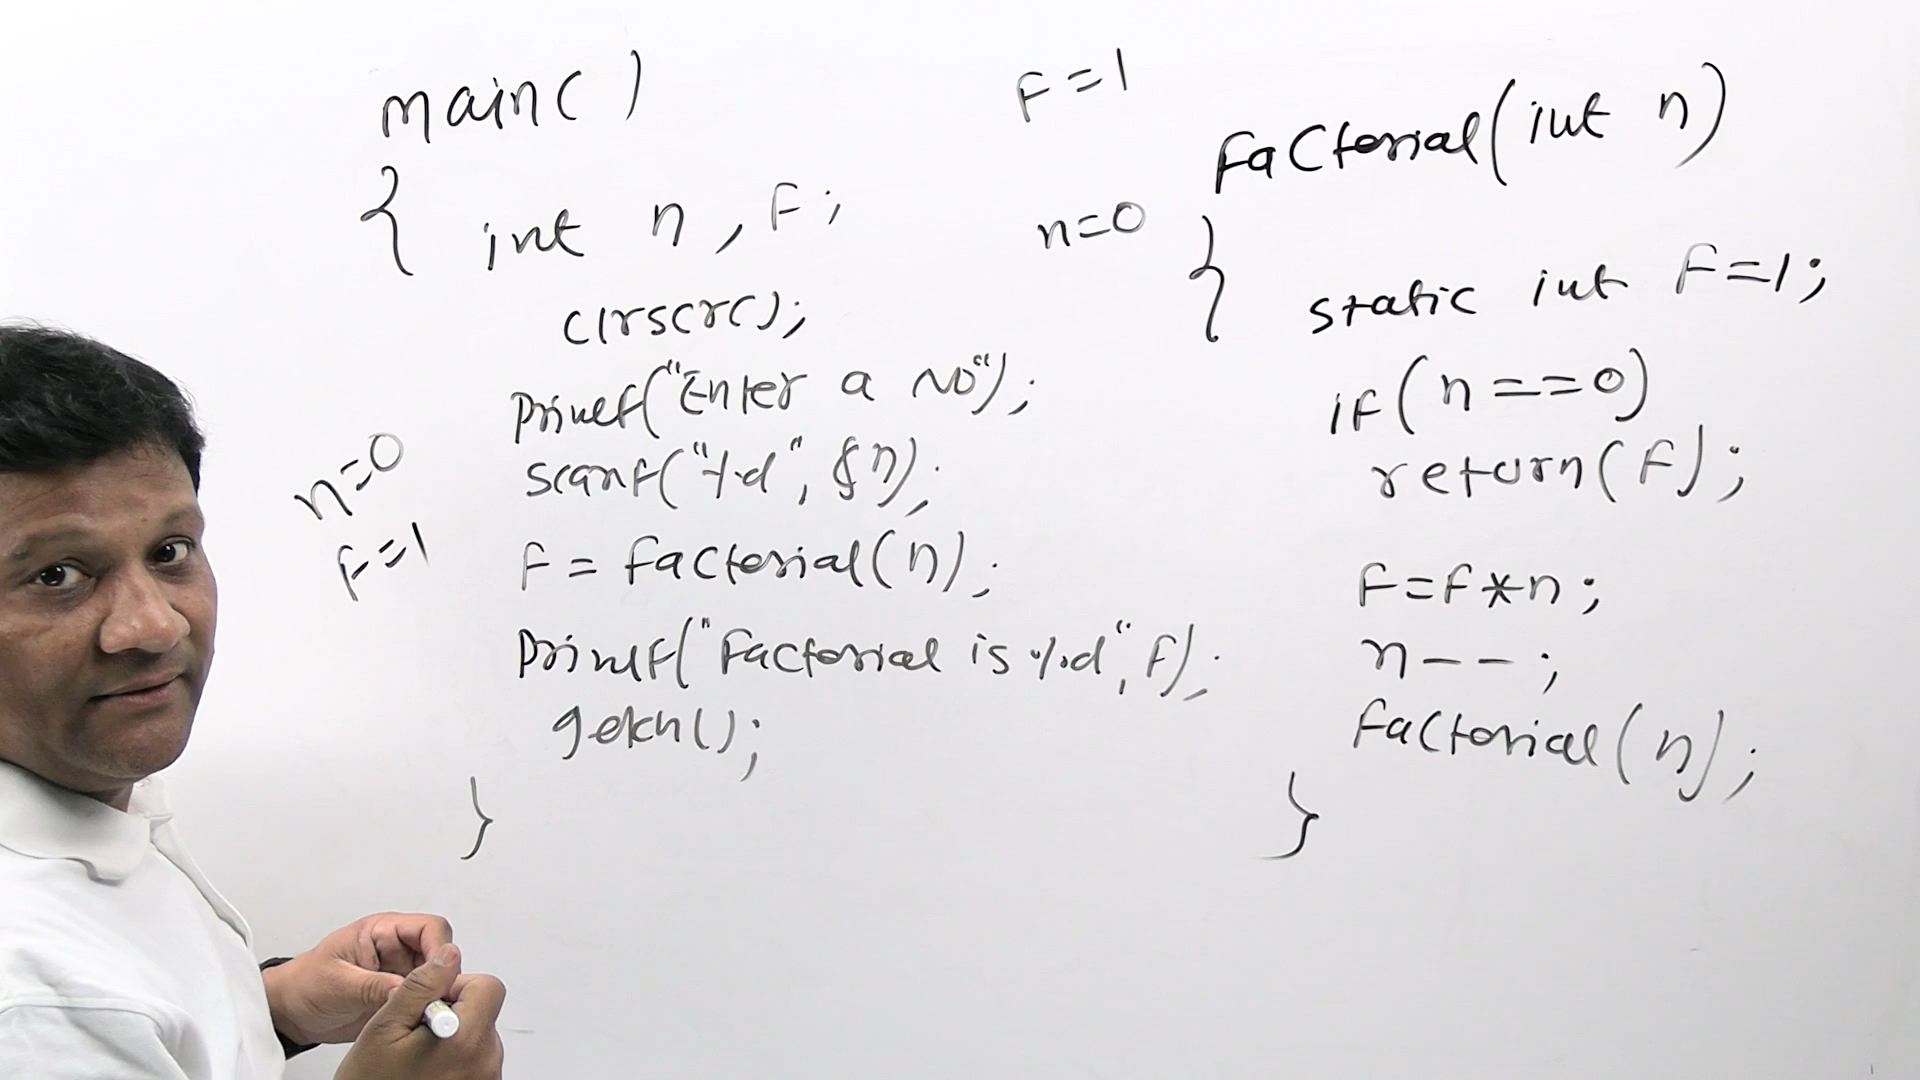 main()
{ int n, F;
clrscr();
Printf("Enter a No");
scanf("%d", &n);
n=0
F=1
F = Factorial(n);
Printf("Factorial is %d", F);
getch();
}
F=1
n=0
Factorial(int n)
{
static int F=1;
if(n==0)
return(F);
F=F*n;
n--;
Factorial(n);
}